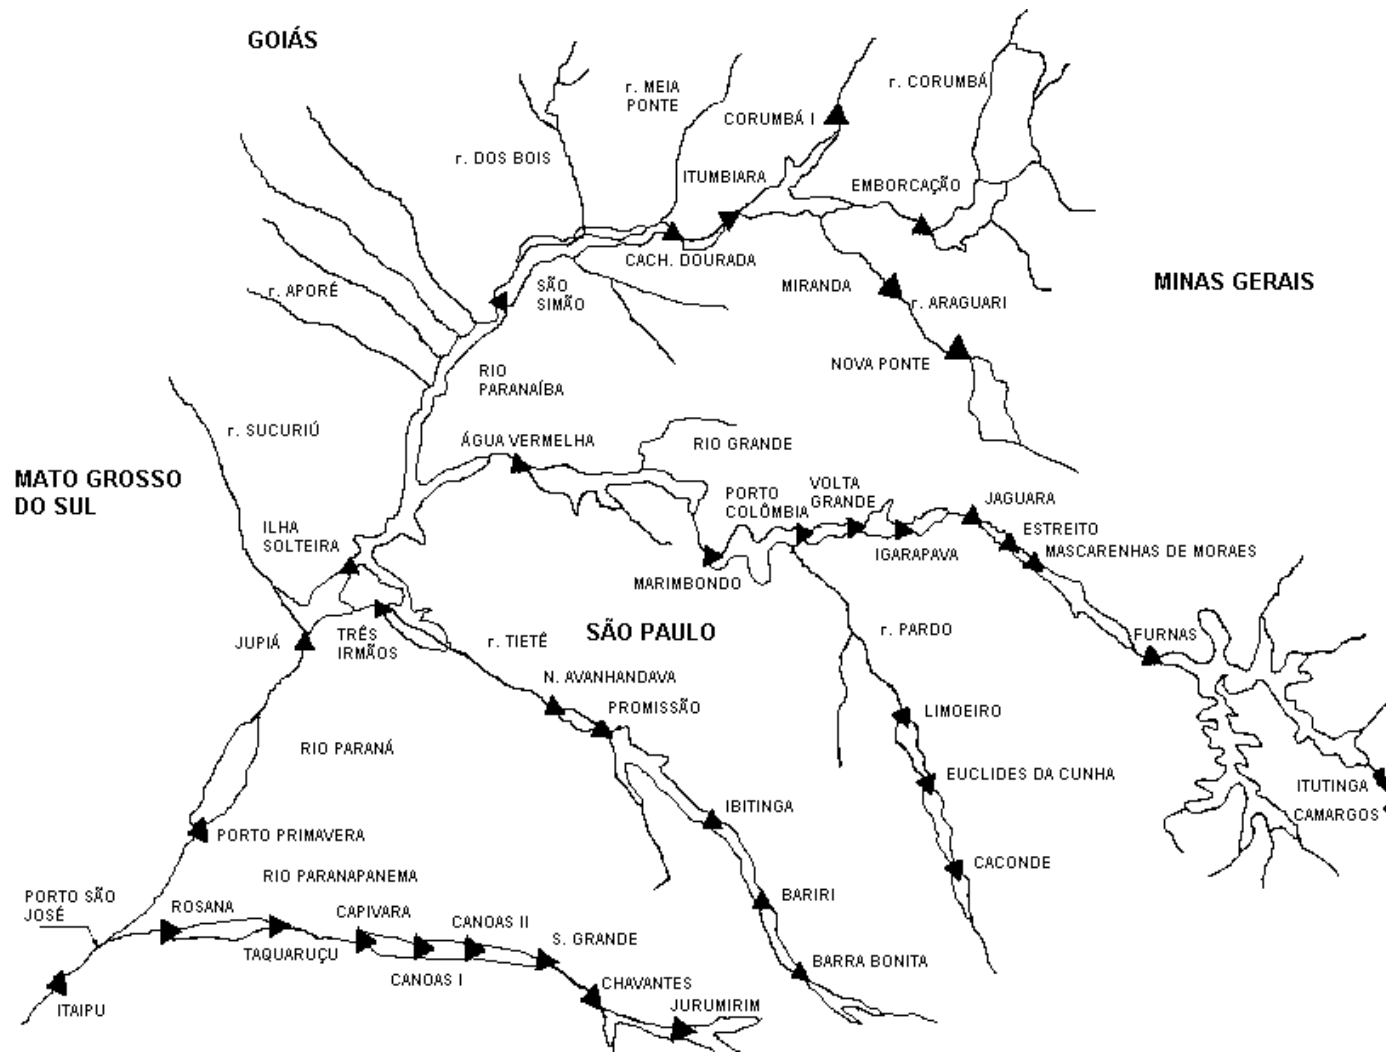 GOIÁS
r. MEIA
PONTE
r. CORUMBÁ
CORUMBÁ I
r. DOS BOIS
ITUMBIARA
EMBORCAÇÃO
CACH. DOURADA
MINAS GERAIS
r. APORÉ
SÃO
SIMÃO
MIRANDA
r. ARAGUARI
NOVA PONTE
RIO
PARANAÍBA
r. SUCURIÚ
ÁGUA VERMELHA
RIO GRANDE
MATO GROSSO
DO SUL
PORTO
COLÔMBIA
VOLTA
GRANDE
JAGUARA
ILHA
SOLTEIRA
ESTREITO
IGARAPAVA
MASCARENHAS DE MORAES
MARIMBONDO
SÃO PAULO
r. PARDO
JUPIÁ
TRÊS
IRMÃOS
r. TIETÊ
FURNAS
N. AVANHANDAVA
PROMISSÃO
LIMOEIRO
RIO PARANÁ
EUCLIDES DA CUNHA
ITUTINGA
IBITINGA
CAMARGOS
PORTO PRIMAVERA
CACONDE
RIO PARANAPANEMA
PORTO SÃO
JOSÉ
ROSANA
CAPIVARA
CANOAS II
BARIRI
S. GRANDE
TAQUARUÇU
CANOAS I
BARRA BONITA
CHAVANTES
ITAIPU
JURUMIRIM